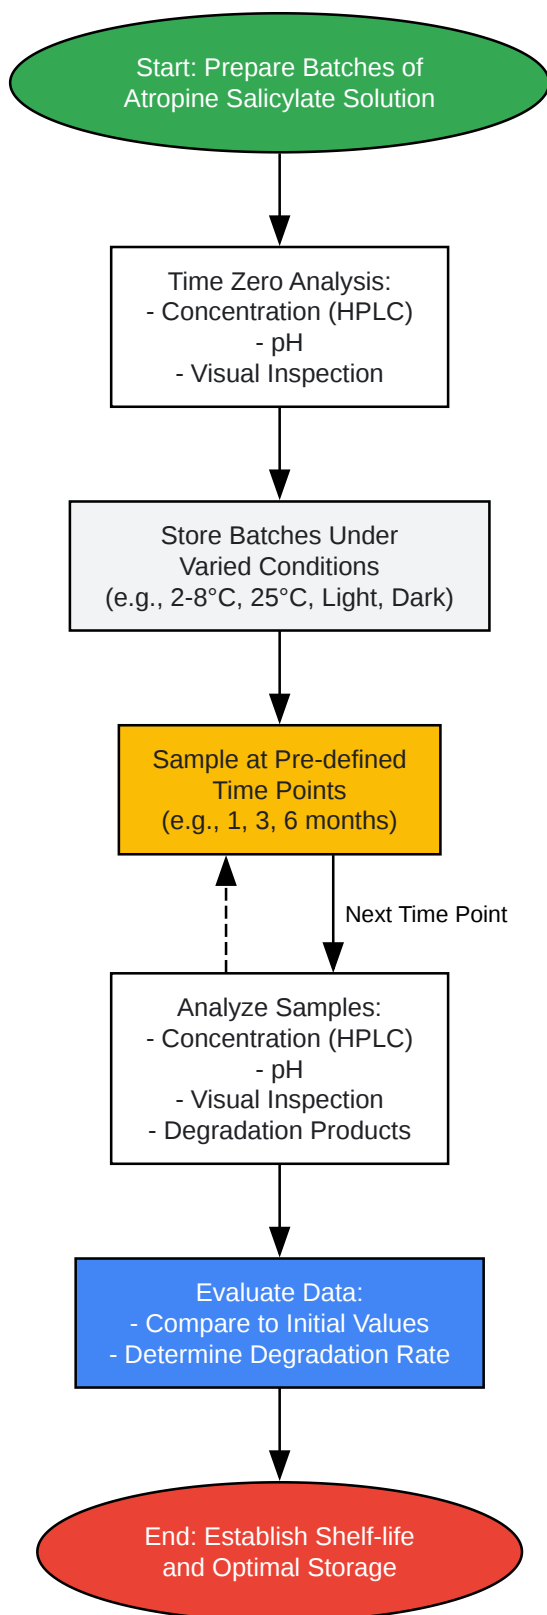 Start: Prepare Batches of
Atropine Salicylate Solution
Time Zero Analysis:
- Concentration (HPLC)
- pH
- Visual Inspection
Store Batches Under
Varied Conditions
(e.g., 2-8°C, 25°C, Light, Dark)
Sample at Pre-defined
Time Points
(e.g., 1, 3, 6 months)
Next Time Point
Analyze Samples:
- Concentration (HPLC)
- pH
- Visual Inspection
- Degradation Products
Evaluate Data:
- Compare to Initial Values
- Determine Degradation Rate
End: Establish Shelf-life
and Optimal Storage